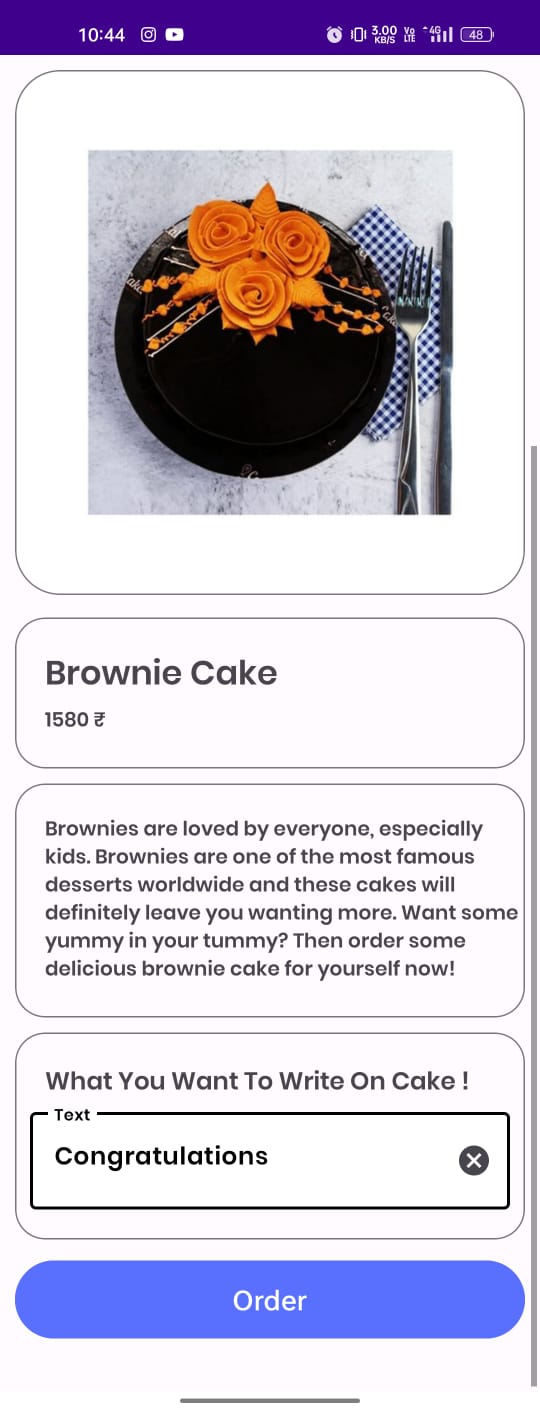 10:44 3.00 KB/S Vo LTE 4G 48
Brownie Cake
1580 ₹
Brownies are loved by everyone, especially
kids. Brownies are one of the most famous
desserts worldwide and these cakes will
definitely leave you wanting more. Want some
yummy in your tummy? Then order some
delicious brownie cake for yourself now!
What You Want To Write On Cake !
Text
Congratulations
Order